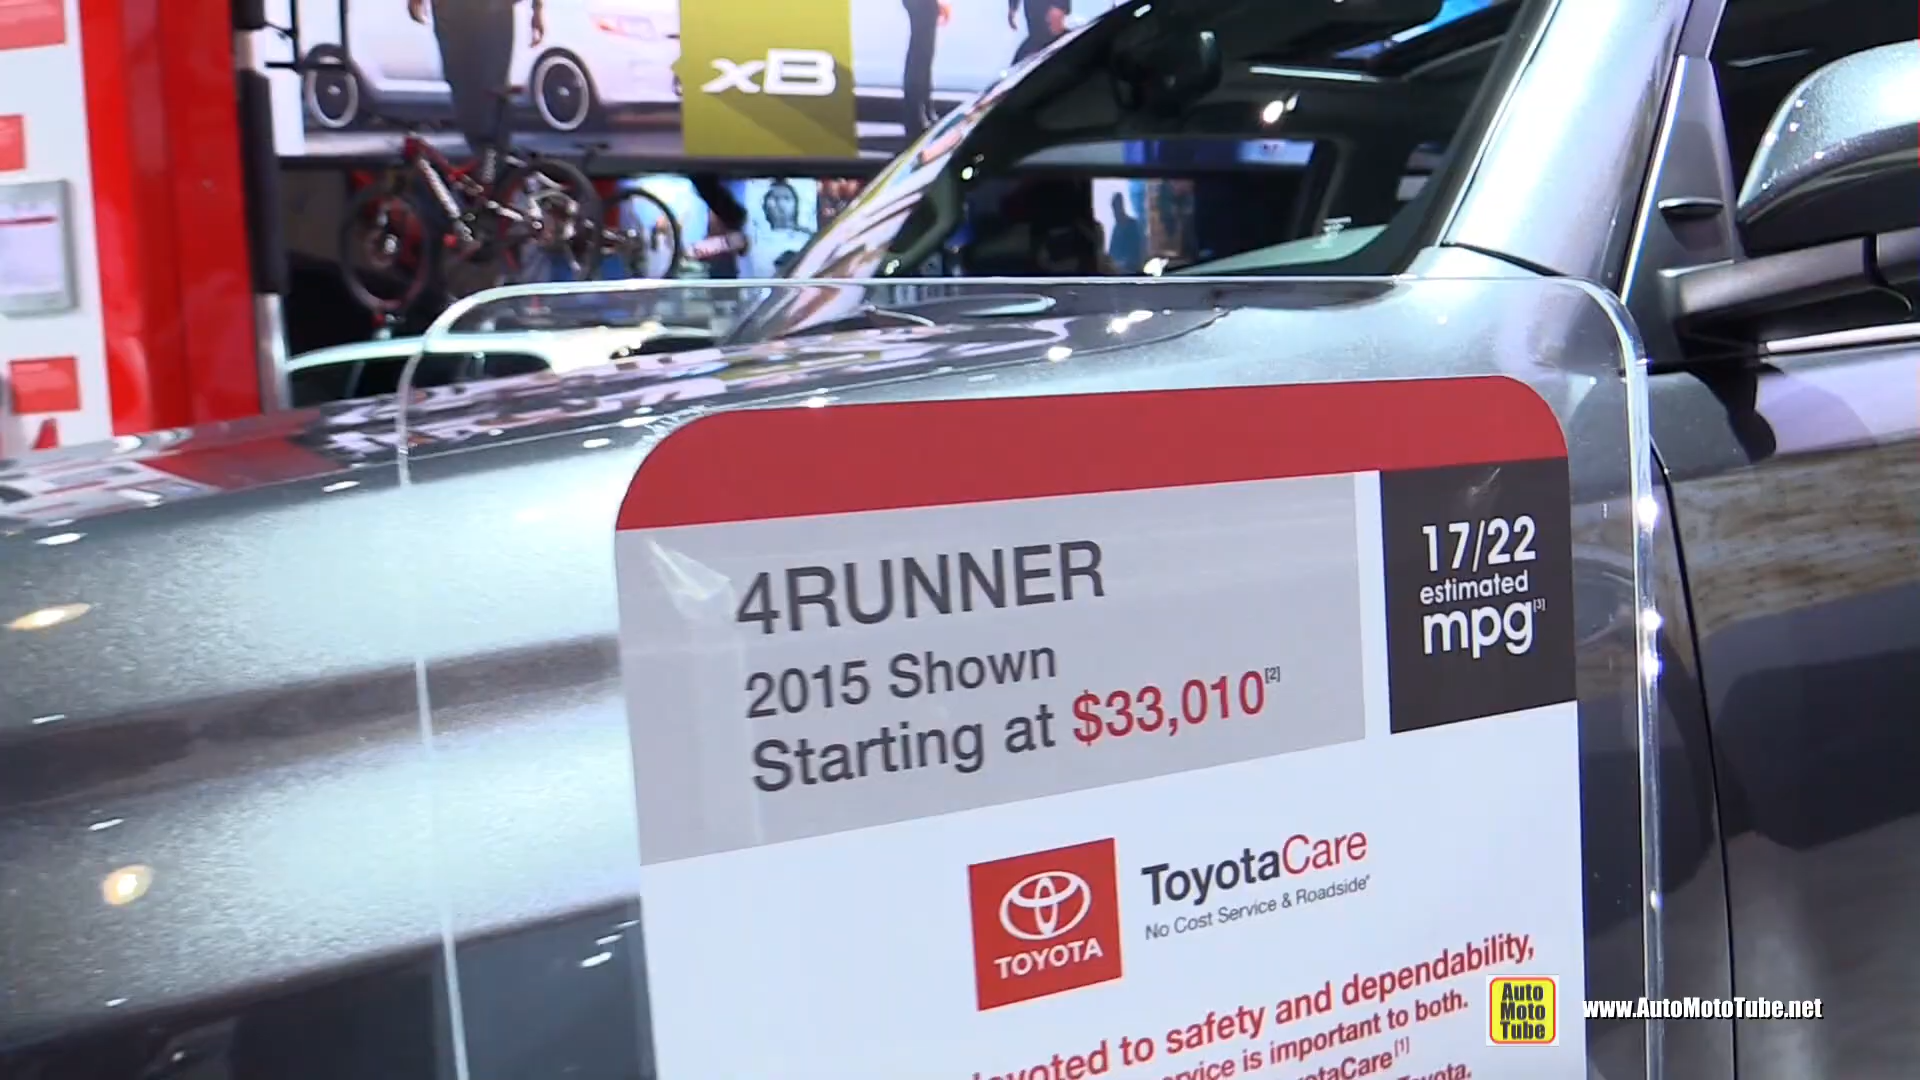 xB
4RUNNER
2015 Shown
Starting at $33,010[2]
17/22
estimated
mpg[3]
TOYOTA
ToyotaCare
No Cost Service & Roadside*
to safety and dependability,
is important to both.
[1]
Auto
Moto
Tube
www.AutoMotoTube.net